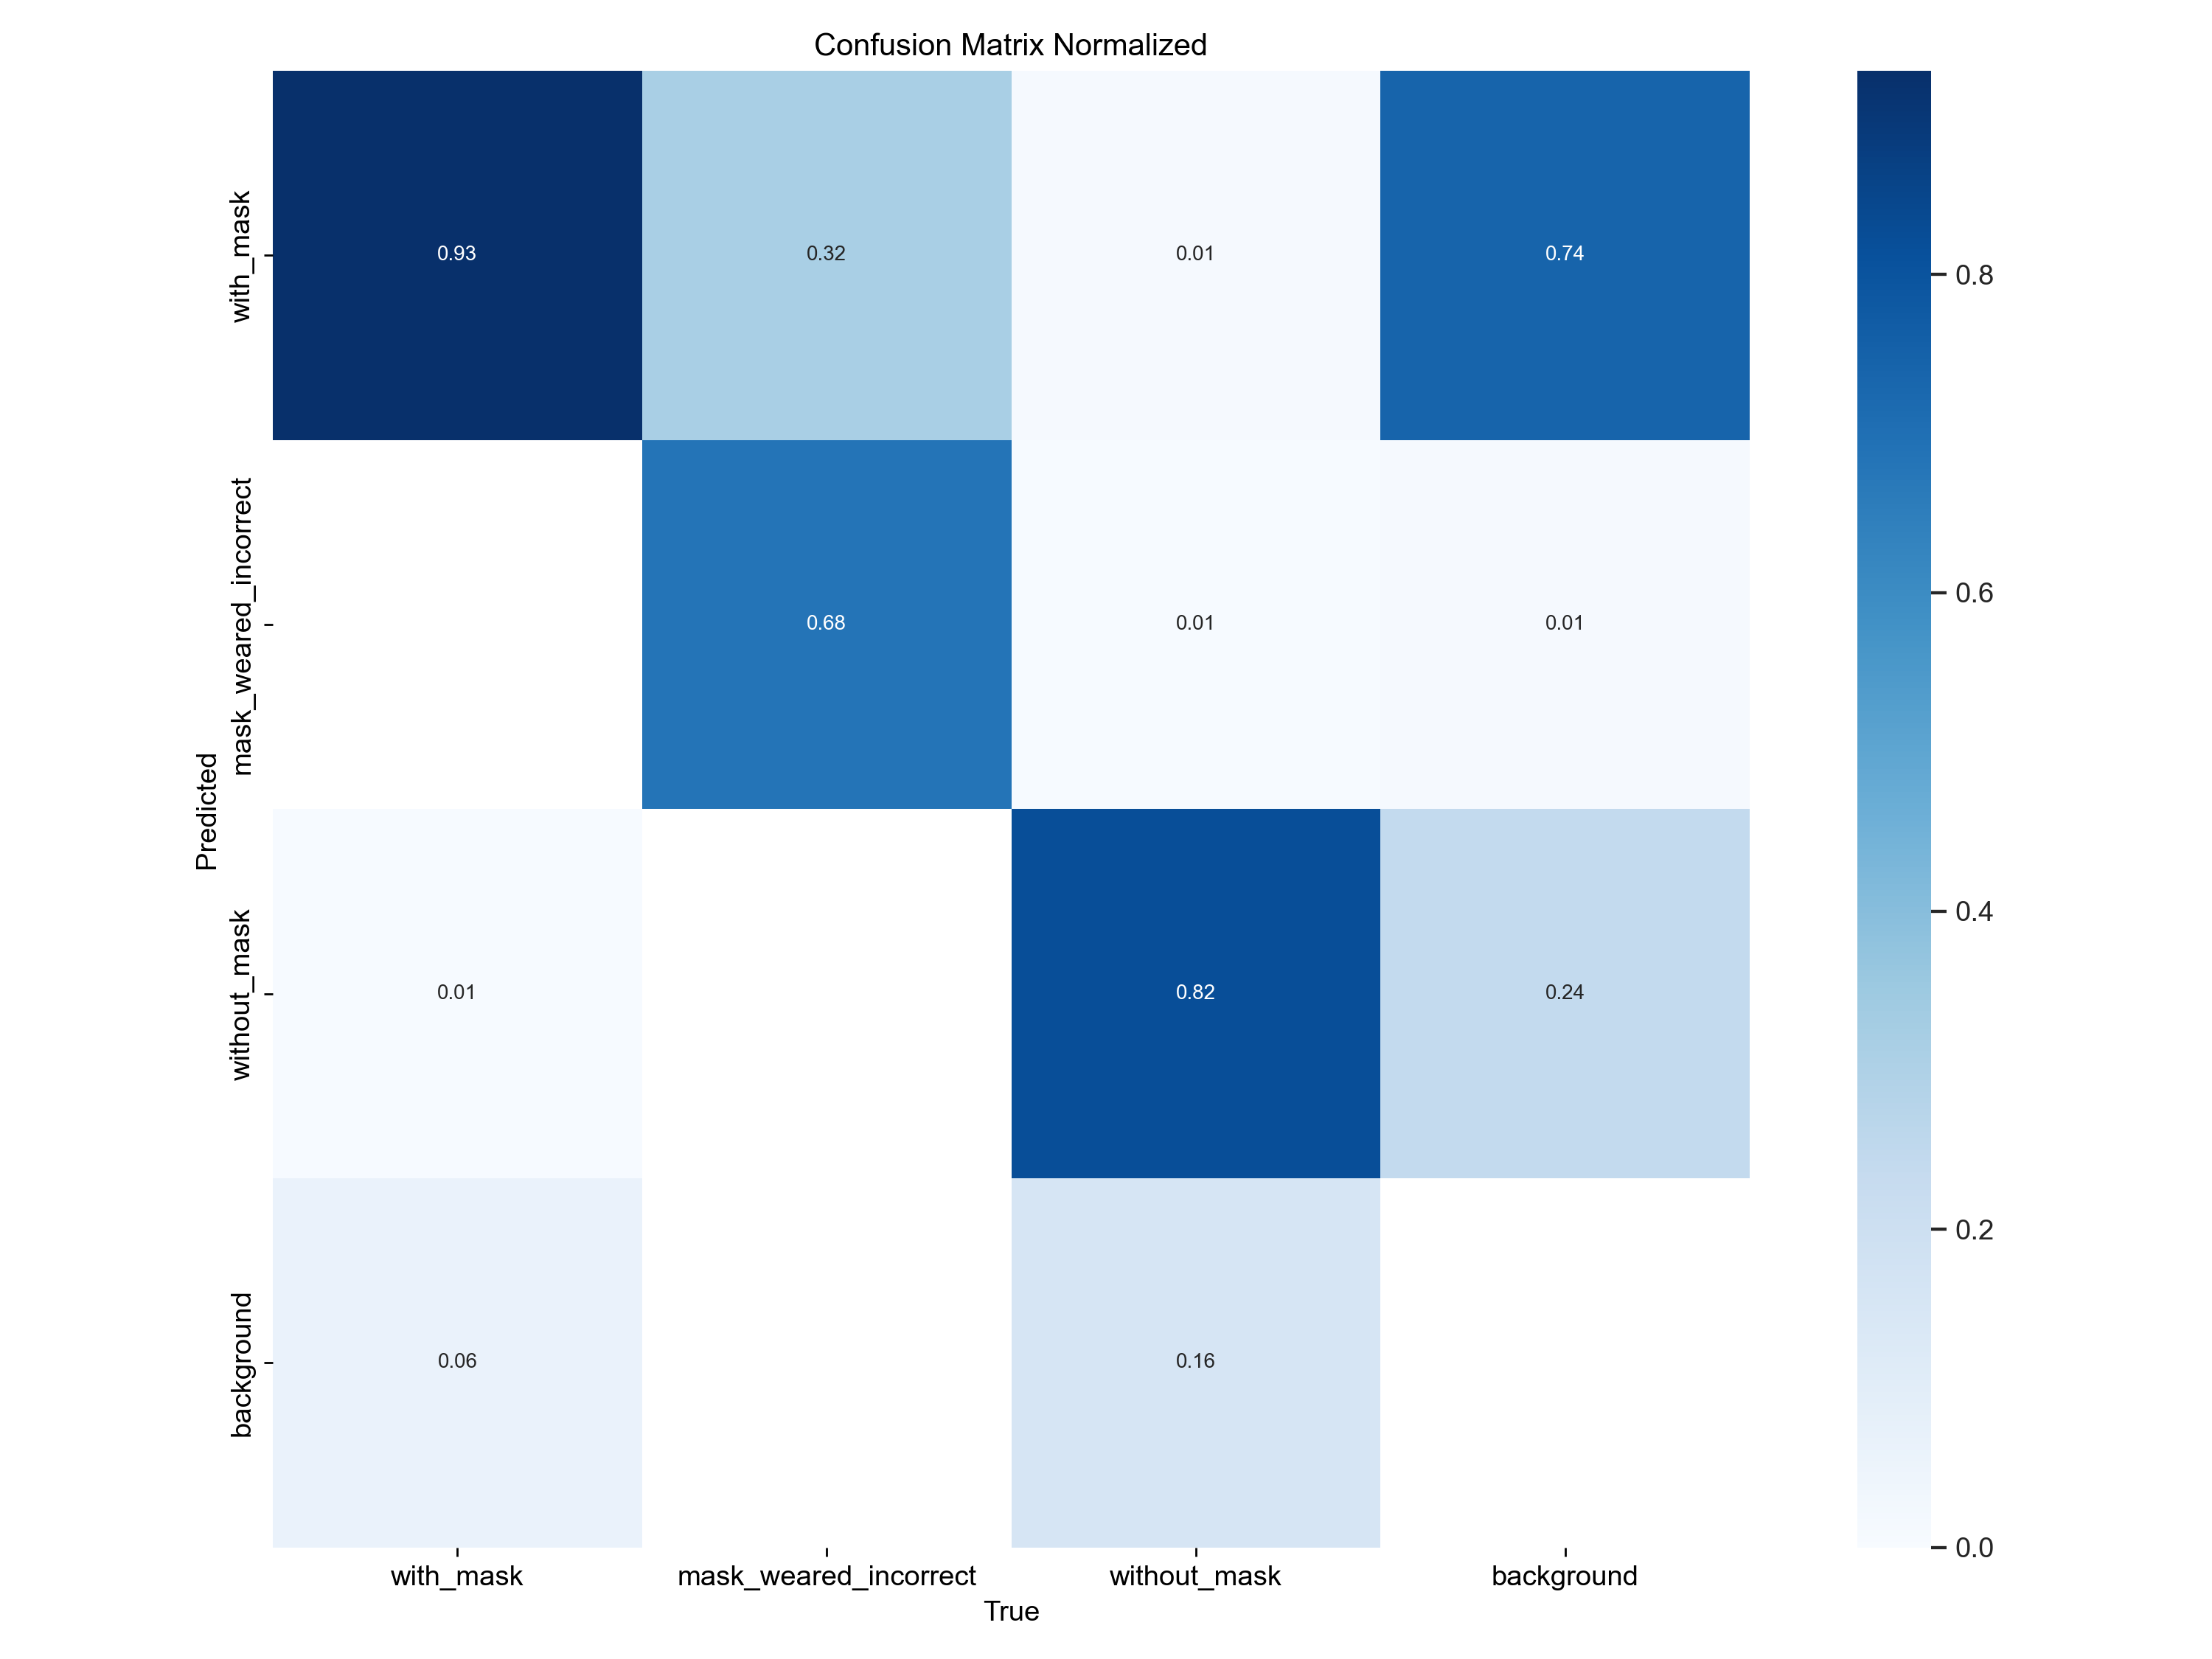 Confusion Matrix Normalized
with_mask
0.93
0.32
0.01
0.74
0.8
mask_weared_incorrect
0.68
0.01
0.01
0.6
Predicted
without_mask
0.01
0.82
0.24
0.4
background
0.06
0.16
0.2
0.0
with_mask
mask_weared_incorrect
without_mask
background
True